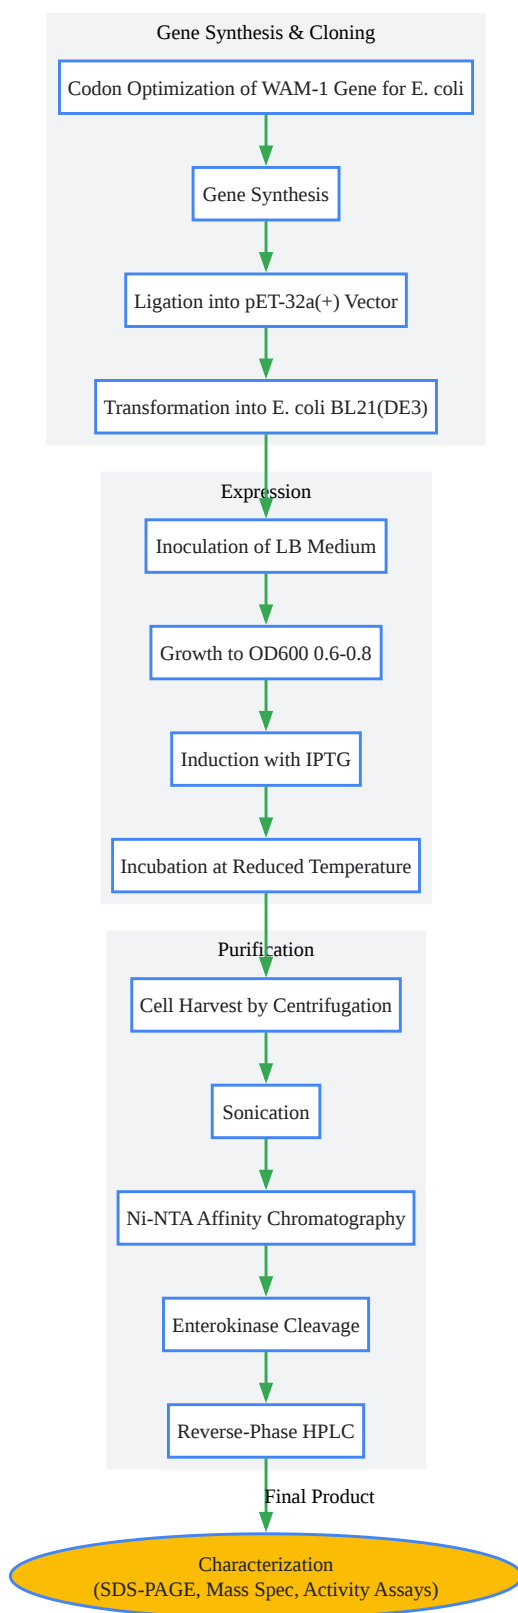 Gene Synthesis & Cloning
Codon Optimization of WAM-1 Gene for E. coli
Gene Synthesis
Ligation into pET-32a(+) Vector
Transformation into E. coli BL21(DE3)
Expression
Inoculation of LB Medium
Growth to OD600 0.6-0.8
Induction with IPTG
Incubation at Reduced Temperature
Purification
Cell Harvest by Centrifugation
Sonication
Ni-NTA Affinity Chromatography
Enterokinase Cleavage
Reverse-Phase HPLC
Final Product
Characterization
(SDS-PAGE, Mass Spec, Activity Assays)